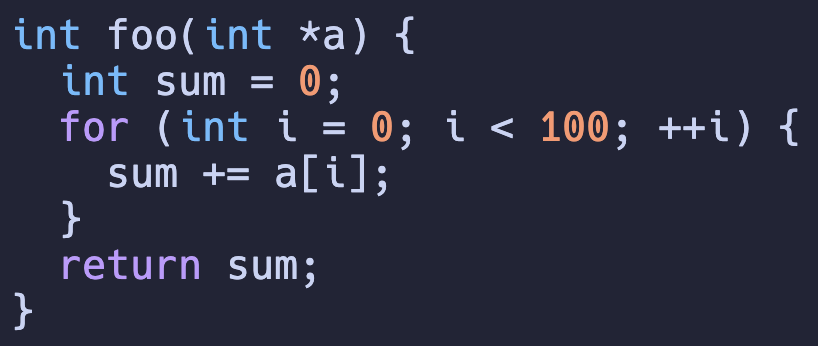 int foo(int *a) {
  int sum = 0;
  for (int i = 0; i < 100; ++i) {
    sum += a[i];
  }
  return sum;
}